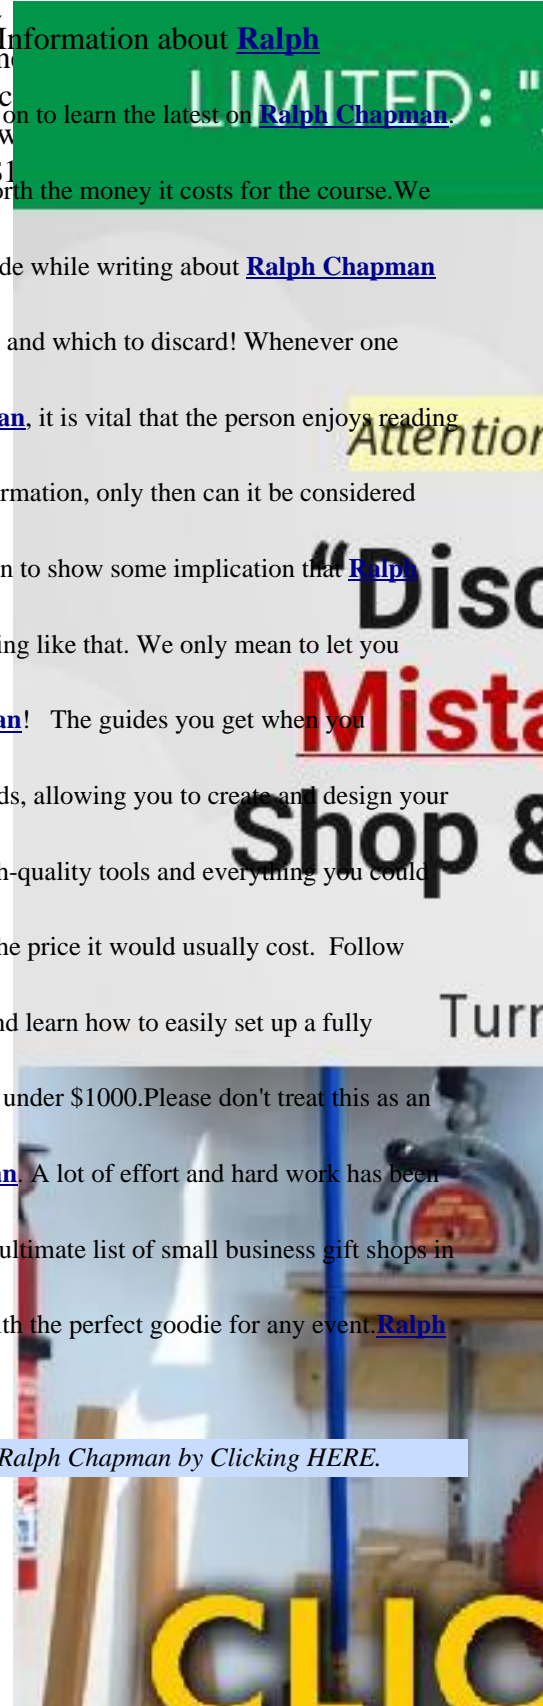 Information about Ralph
LIMITED: "
on to learn the latest on Ralph Chapman.
orth the money it costs for the course.We
de while writing about Ralph Chapman
and which to discard! Whenever one
an, it is vital that the person enjoys reading
Attention
rmation, only then can it be considered
n to show some implication that Ralph
“Disc
ing like that. We only mean to let you
Mista
an! The guides you get when you
ds, allowing you to create and design your
Shop &
h-quality tools and everything you could
he price it would usually cost. Follow
nd learn how to easily set up a fully
Turn
under $1000.Please don't treat this as an
an. A lot of effort and hard work has been
ultimate list of small business gift shops in
ith the perfect goodie for any event.Ralph
Ralph Chapman by Clicking HERE.
CLIC